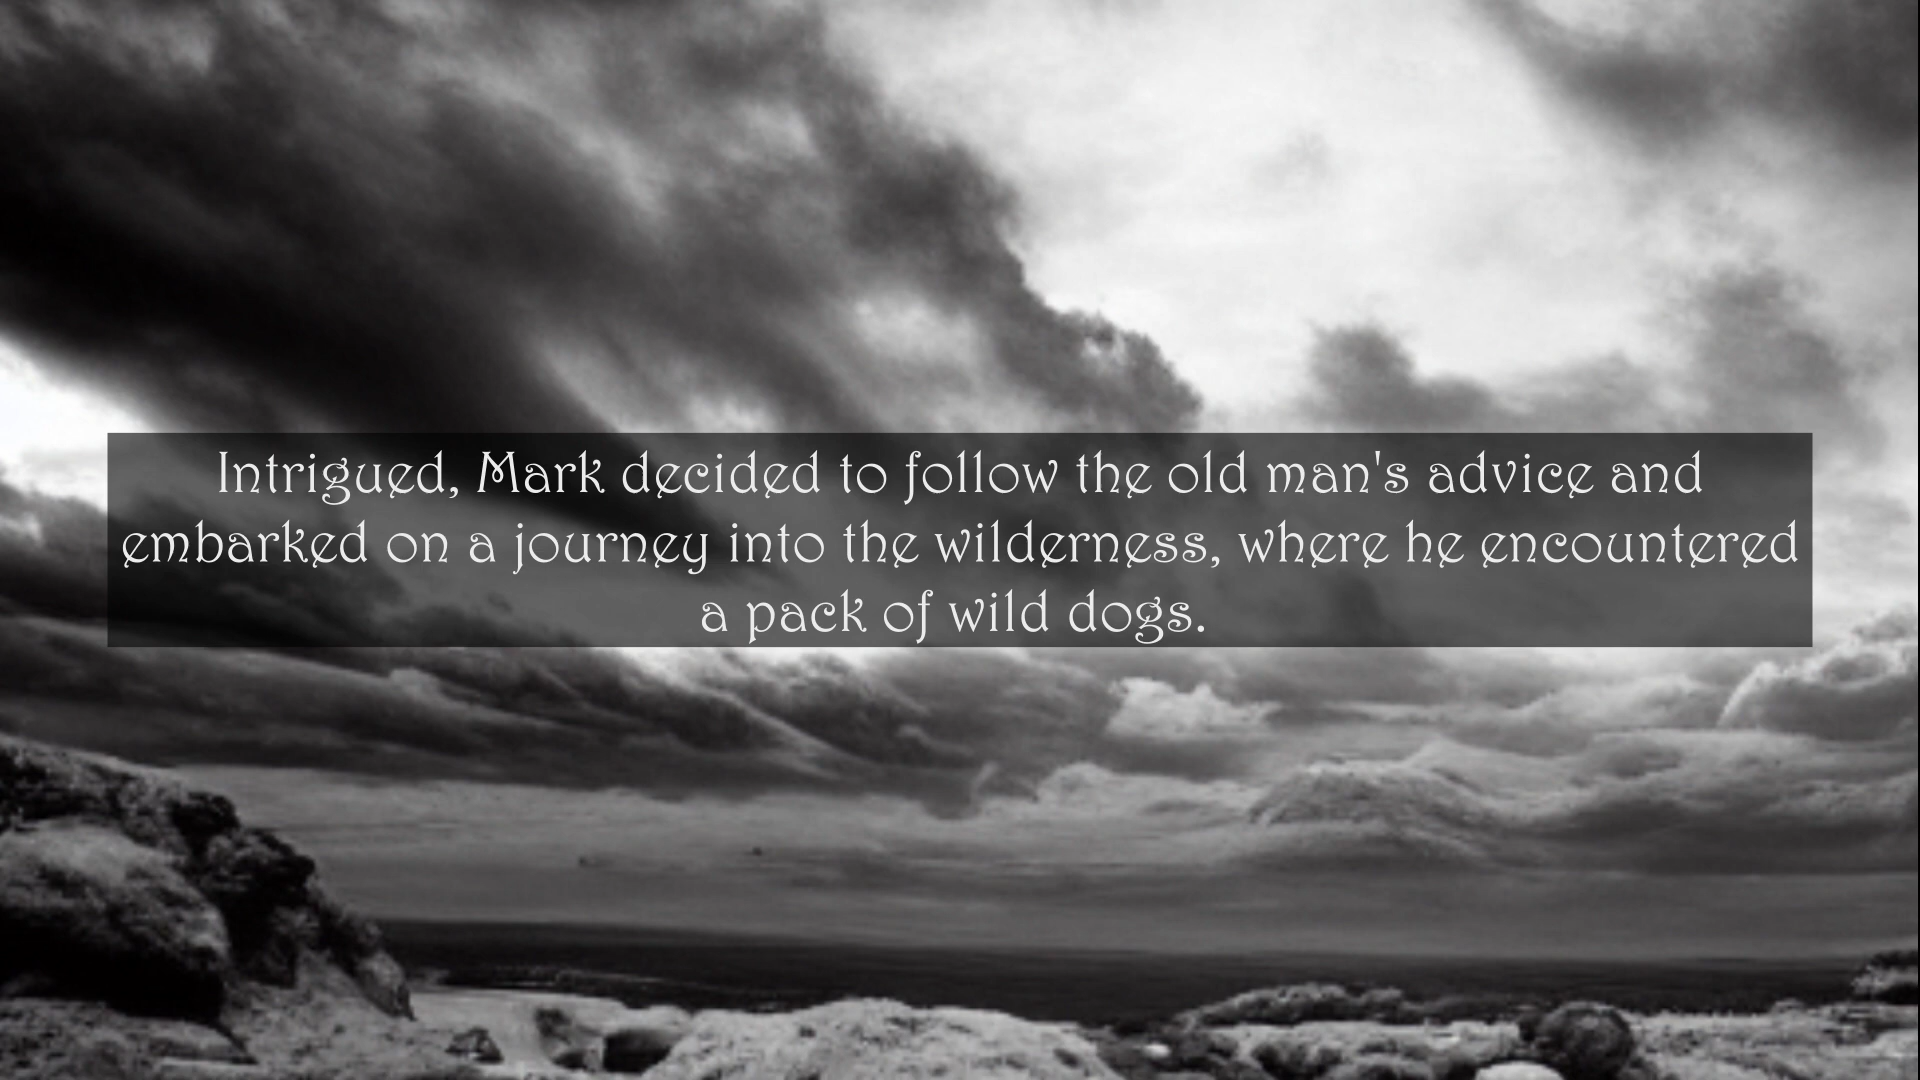 Intrigued, Mark decided to follow the old man's advice and
embarked on a journey into the wilderness, where he encountered
a pack of wild dogs.